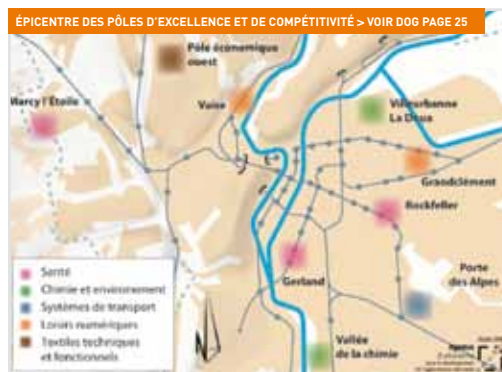 ÉPICENTRE DES PÔLES D'EXCELLENCE ET DE COMPÉTITIVITÉ > VOIR DOG PAGE 25
Pôle économique
ouest
Marcy l'Étoile
Vaise
Villeurbanne
La Doua
Grandclément
Rockfeller
Gerland
Porte
des Alpes
Vallée
de la chimie
Santé
Chimie et environnement
Systèmes de transport
Loisirs numériques
Textiles techniques
et fonctionnels